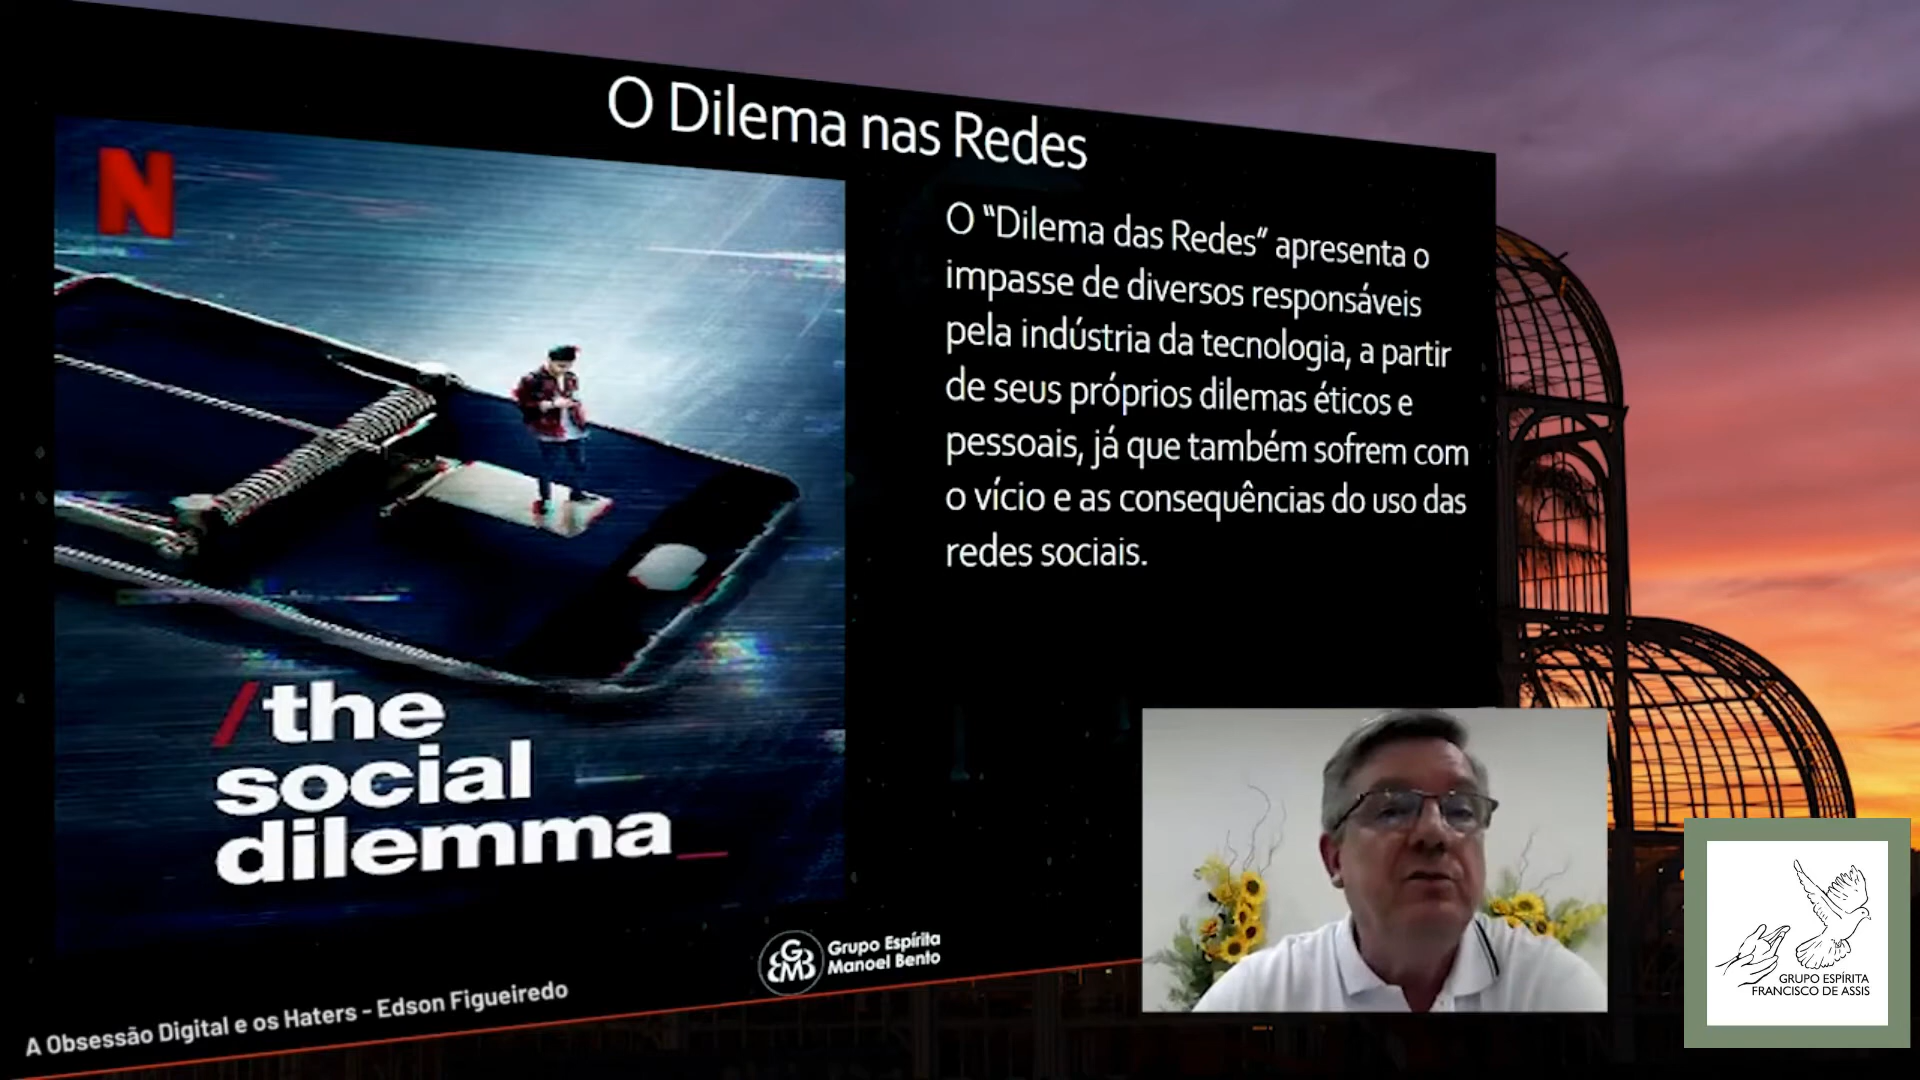 O Dilema nas Redes
N
/the
social
dilemma_
O “Dilema das Redes” apresenta o
impasse de diversos responsáveis
pela indústria da tecnologia, a partir
de seus próprios dilemas éticos e
pessoais, já que também sofrem com
o vício e as consequências do uso das
redes sociais.
GEMB
Grupo Espírita
Manoel Bento
A Obsessão Digital e os Haters - Edson Figueiredo
GRUPO ESPÍRITA
FRANCISCO DE ASSIS